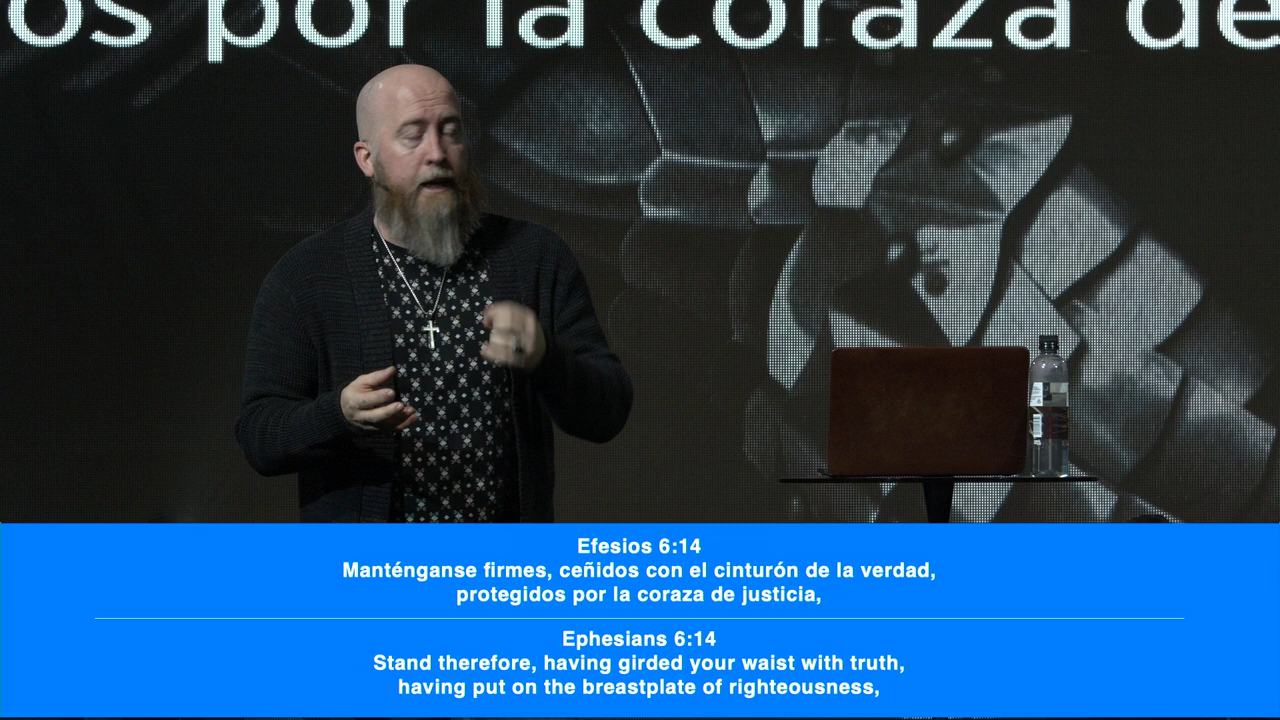 os por la coraza de
Efesios 6:14
Manténganse firmes, ceñidos con el cinturón de la verdad,
protegidos por la coraza de justicia,
Ephesians 6:14
Stand therefore, having girded your waist with truth,
having put on the breastplate of righteousness,